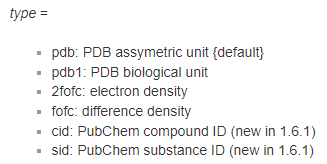 type =
▪ pdb: PDB assymetric unit {default}
▪ pdb1: PDB biological unit
▪ 2fofc: electron density
▪ fofc: difference density
▪ cid: PubChem compound ID (new in 1.6.1)
▪ sid: PubChem substance ID (new in 1.6.1)